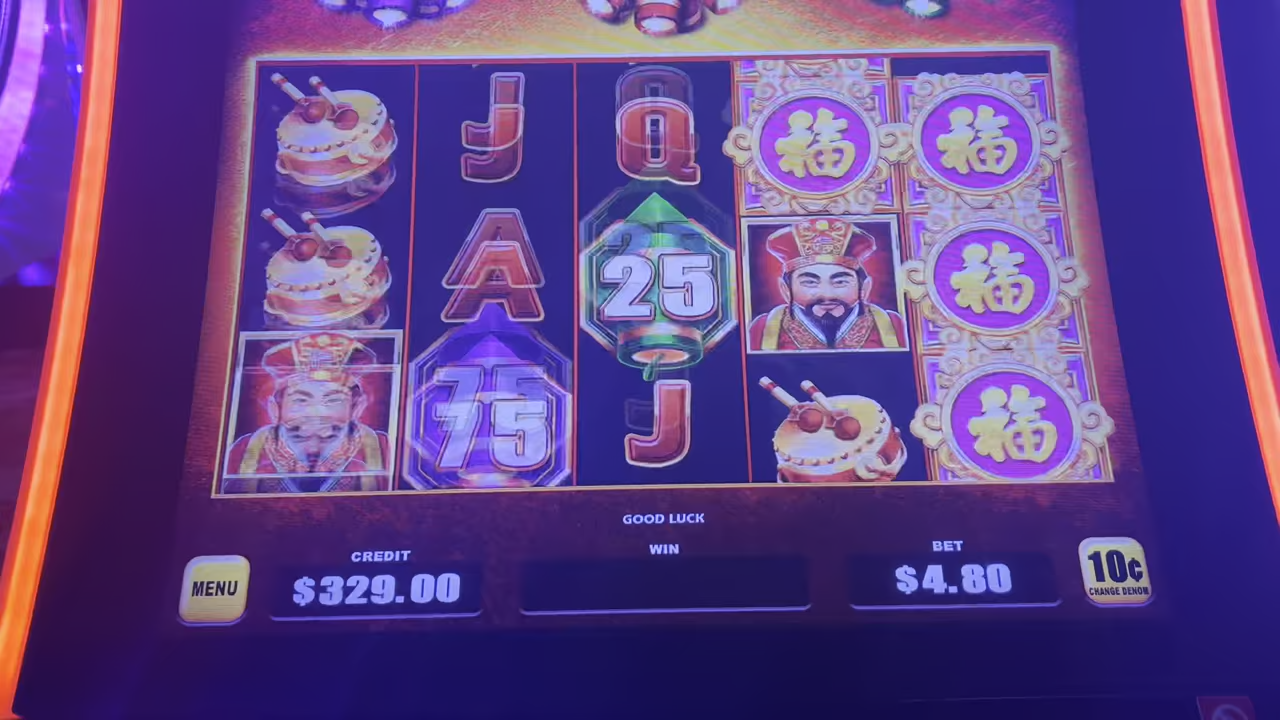 J Q 福 福
A 25 福
75 J 福
GOOD LUCK
CREDIT WIN BET
MENU $329.00 $4.80 10¢
CHANGE DENOM